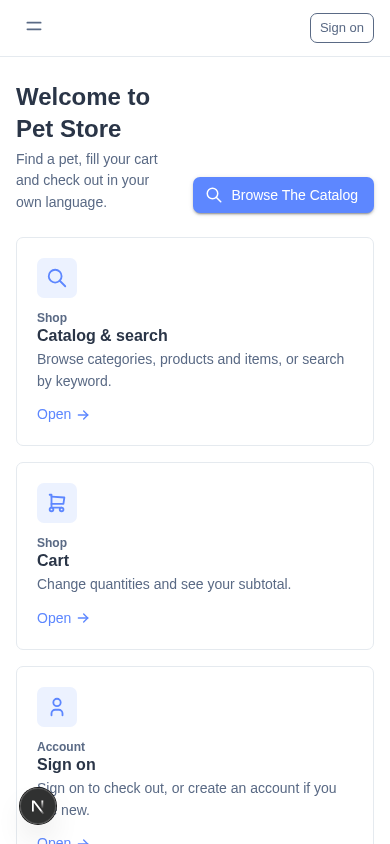 Sign on
Welcome to
Pet Store
Find a pet, fill your cart
and check out in your
own language.
Browse The Catalog
Shop
Catalog & search
Browse categories, products and items, or search
by keyword.
Open
Shop
Cart
Change quantities and see your subtotal.
Open
Account
Sign on
Sign on to check out, or create an account if you
new.
N
Open